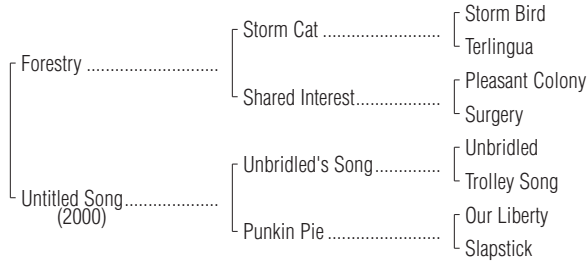 Storm Bird
Storm Cat ............................
Terlingua
Forestry ................................
Pleasant Colony
Shared Interest....................
Surgery
Unbridled
Unbridled's Song...............
Trolley Song
Untitled Song.......................
(2000)
Our Liberty
Punkin Pie ..........................
Slapstick